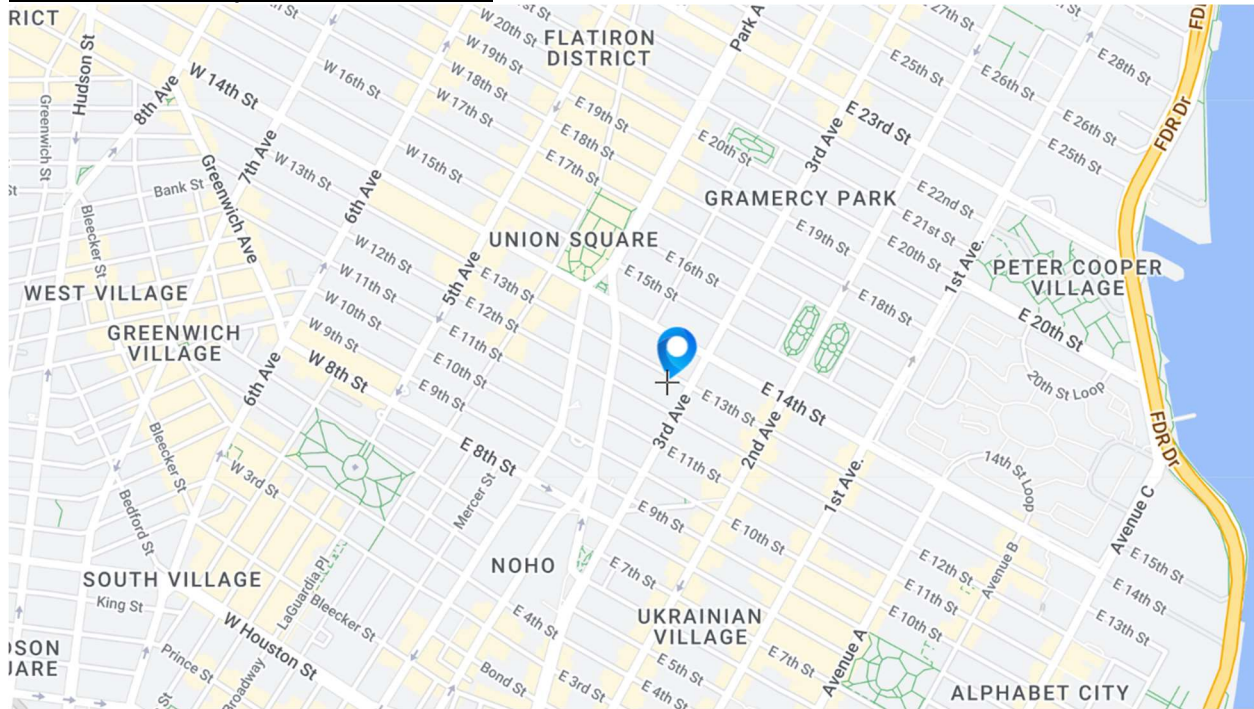 RICT
Hudson St
8th Ave
W 14th St
W 16th St
W 20th St
W 19th St
W 18th St
W 17th St
FLATIRON
DISTRICT
Park A
E 27th St
E 28th St
E 25th St
E 26th St
FDR Dr
E 26th St
E 25th St
Greenwich St
7th Ave
W 13th St
W 15th St
E 19th St
E 18th St
E 17th St
E 20th St
3rd Ave
E 23rd St
GRAMERCY PARK
E 22nd St
E 21st St
E 20th St
E 19th St
Bank St
Greenwich Ave
6th Ave
Bleecker St
UNION SQUARE
W 12th St
W 11th St
W 10th St
W 9th St
W 8th St
5th Ave
E 13th St
E 12th St
E 11th St
E 10th St
E 9th St
E 16th St
E 15th St
E 18th St
1st Ave.
PETER COOPER
VILLAGE
E 20th St
20th St Loop
WEST VILLAGE
GREENWICH
VILLAGE
6th Ave
E 14th St
E 13th St
3rd Ave
2nd Ave
E 11th St
E 8th St
14th St Loop
FDR Dr
Bleecker St
W 3rd St
Mercer St
Bedford St
1st Ave.
E 9th St
E 10th St
Avenue C
E 15th St
E 14th St
E 13th St
Avenue B
E 12th St
E 11th St
E 10th St
NOHO
E 7th St
SOUTH VILLAGE
King St
LaGuardia Pl
Bleecker St
W Houston St
E 4th St
UKRAINIAN
VILLAGE
E 7th St
Avenue A
Prince St
Broadway
Bond St
E 3rd St
E 5th St
E 4th St
ALPHABET CITY